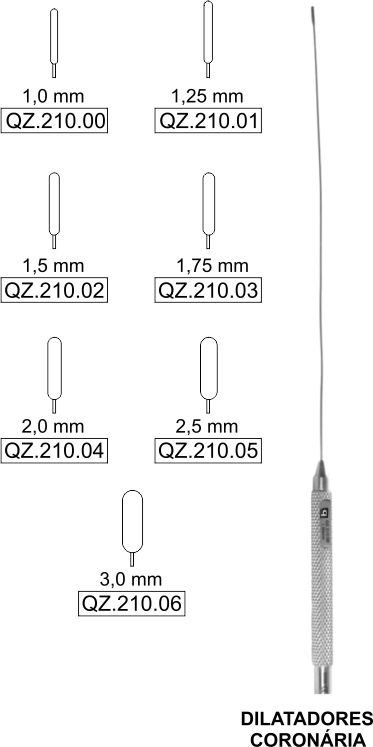 1,0 mm
QZ.210.00
1,25 mm
QZ.210.01
1,5 mm
QZ.210.02
1,75 mm
QZ.210.03
2,0 mm
QZ.210.04
2,5 mm
QZ.210.05
3,0 mm
QZ.210.06
DILATADORES
CORONÁRIA